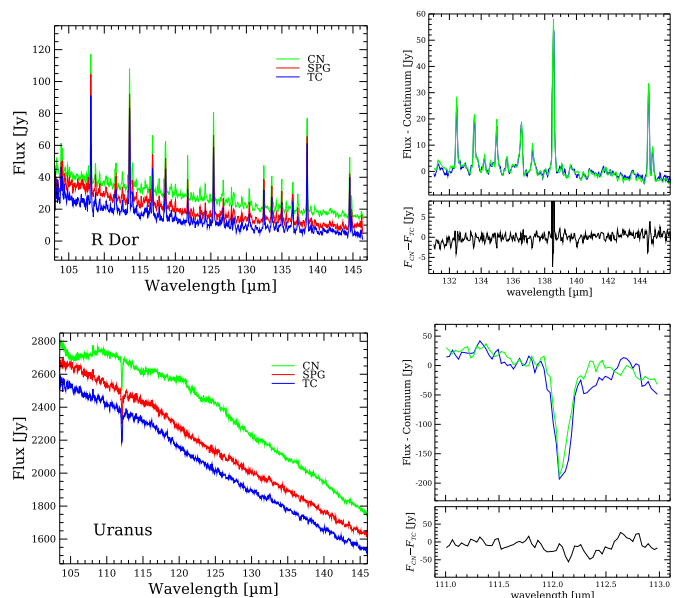 120
100
80
60
40
20
0
Flux [Jy]
CN
SPG
TC
R Dor
105 110 115 120 125 130 135 140 145
Wavelength [µm]
60
50
40
30
20
10
0
Flux - Continuum [Jy]
5
0
-5
F_CN−F_TC [Jy]
132 134 136 138 140 142 144
wavelength [µm]
2800
2600
2400
2200
2000
1800
1600
Flux [Jy]
CN
SPG
TC
Uranus
105 110 115 120 125 130 135 140 145
Wavelength [µm]
50
0
-50
-100
-150
-200
Flux - Continuum [Jy]
50
0
-50
F_CN−F_TC [Jy]
111.0 111.5 112.0 112.5 113.0
wavelength [µm]